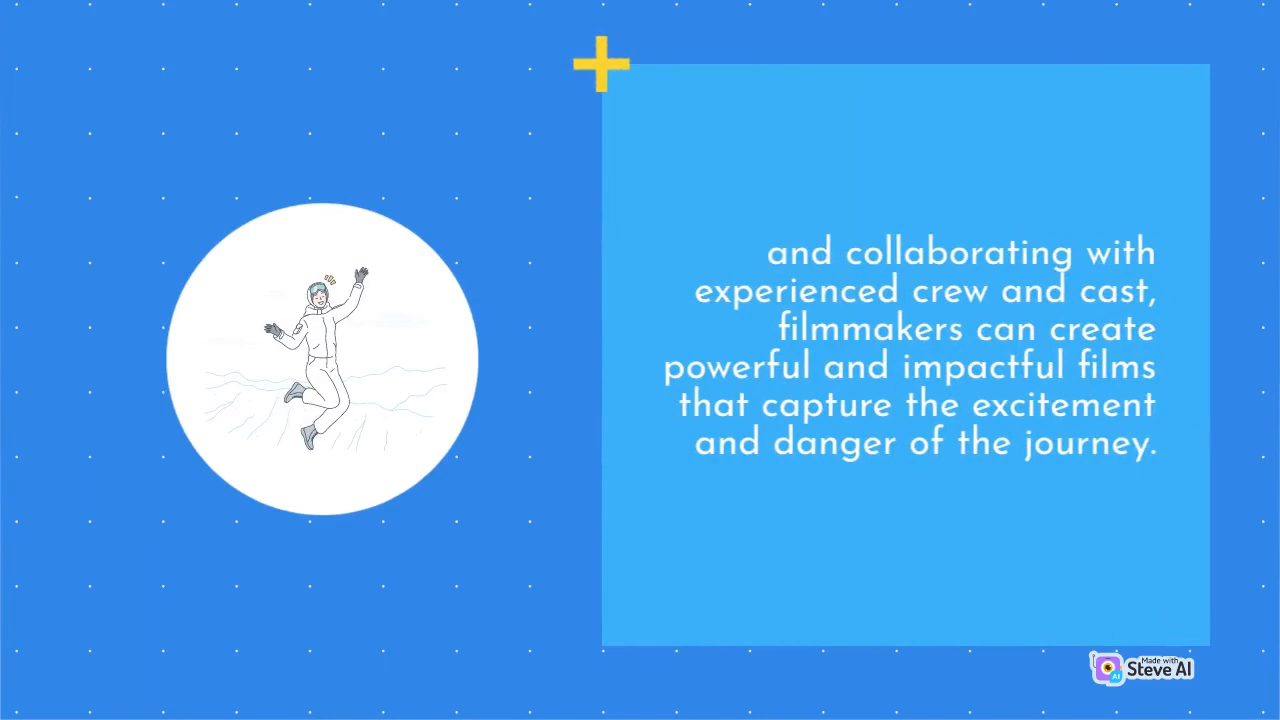 and collaborating with
experienced crew and cast,
filmmakers can create
powerful and impactful films
that capture the excitement
and danger of the journey.
Made with
Steve AI
AI